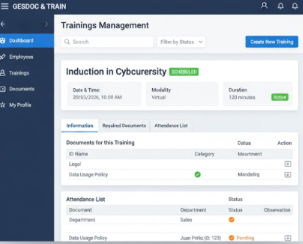 GESDOC & TRAIN
Dashboard
Employees
Trainings
Documents
My Profile
Trainings Management
Search
Filter by Status
Create New Training
Induction in Cybcurersity SCHEDULED
Date & Time
20/03/2026, 10:00 AM
Modality
Virtual
Duration
120 minutes
Active
Information Required Documents Attendance List
Documents for this Training Status Action
ID Name Category
Legal
Data Usage Policy
Attendance List Status
Document Department Status Observation
Department Sales
Data Usage Policy Juan Pérez (ID: 123) Pending